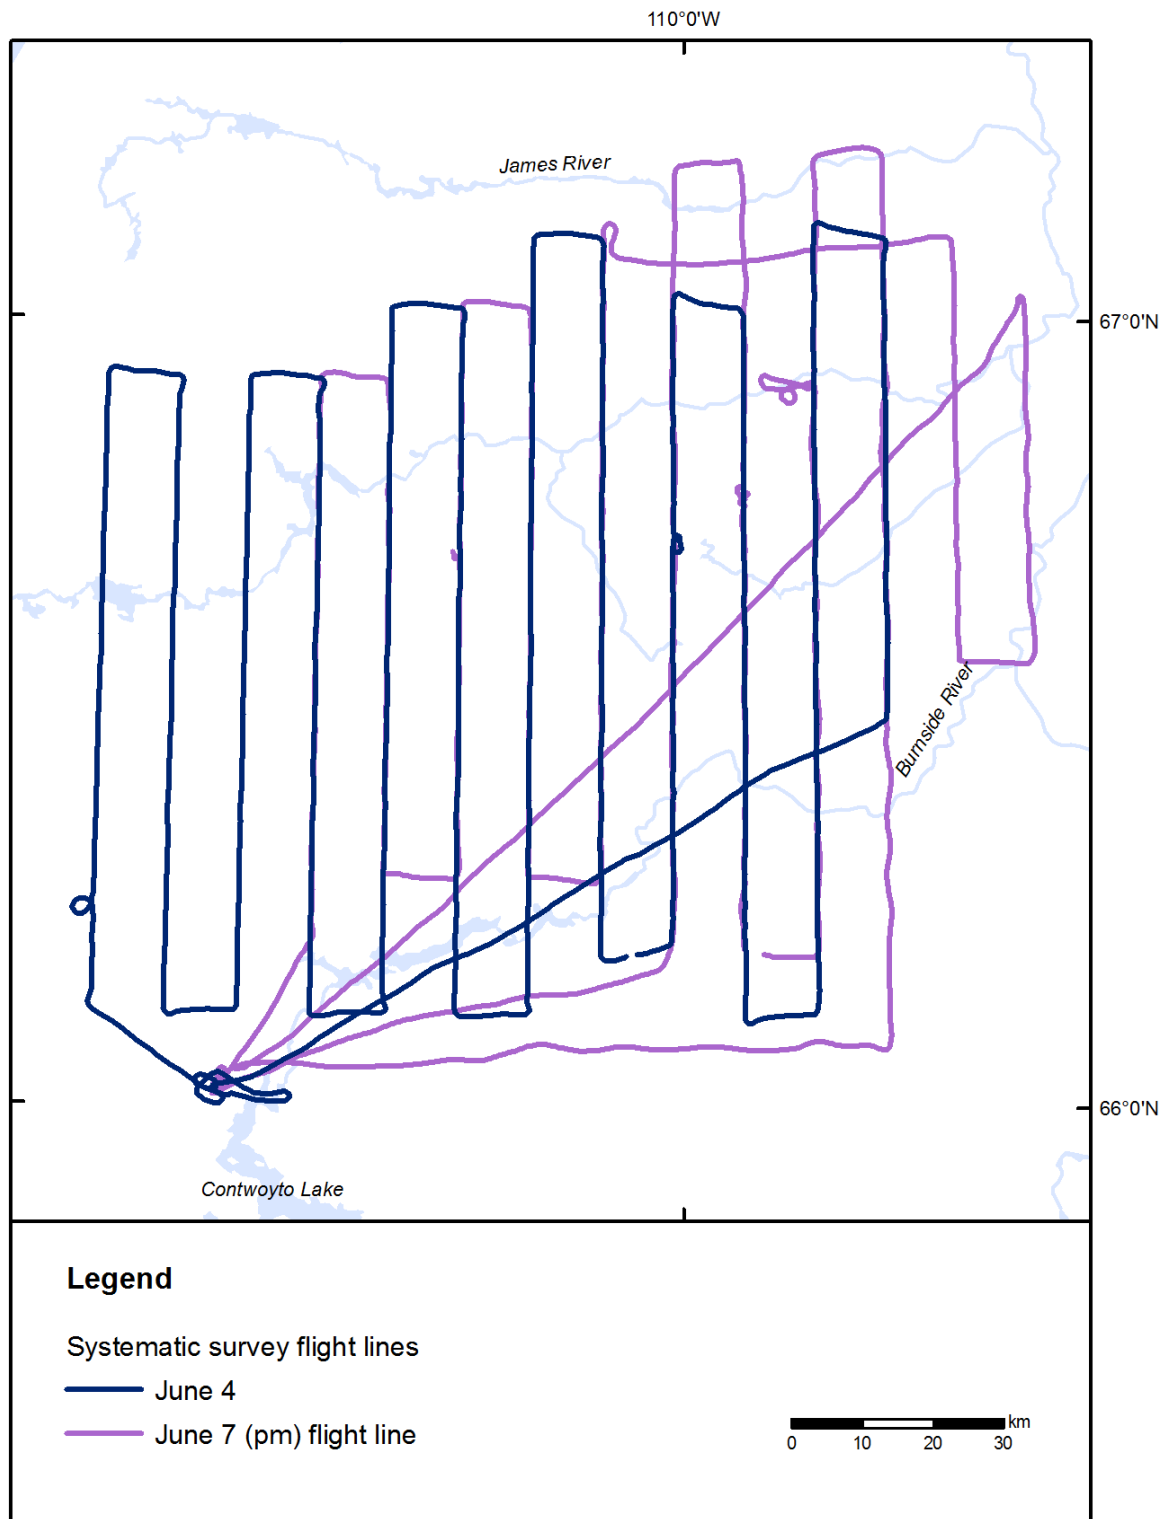 110°0'W
James River
67°0'N
Burnside River
66°0'N
Contwoyto Lake
Legend
Systematic survey flight lines
June 4
June 7 (pm) flight line
km
0 10 20 30